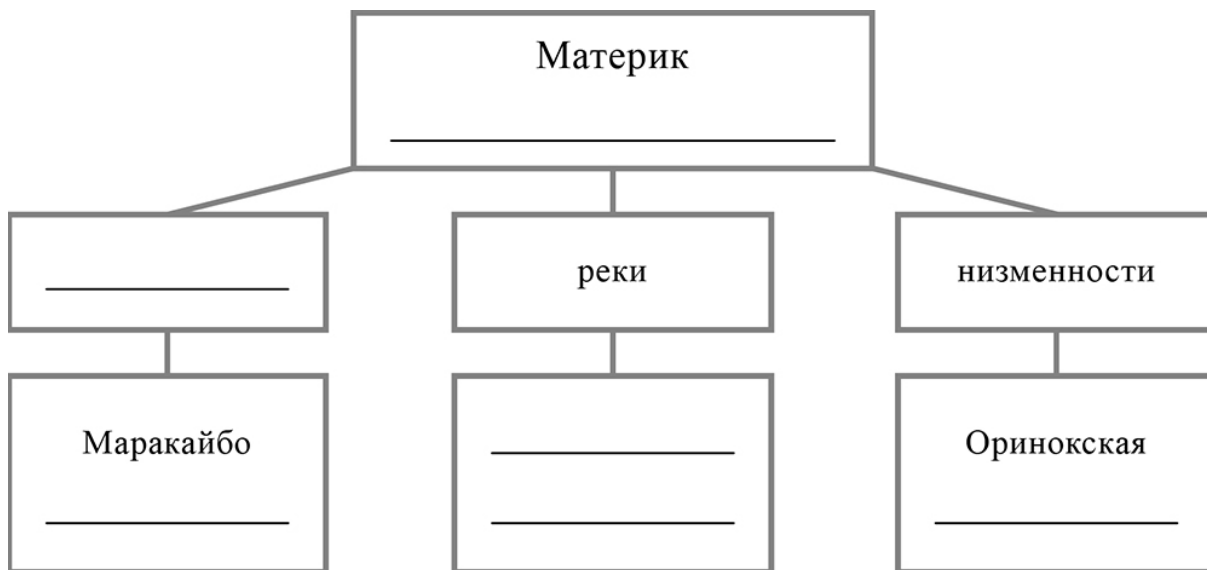 Материк
реки
низменности
Маракайбо
Оринокская